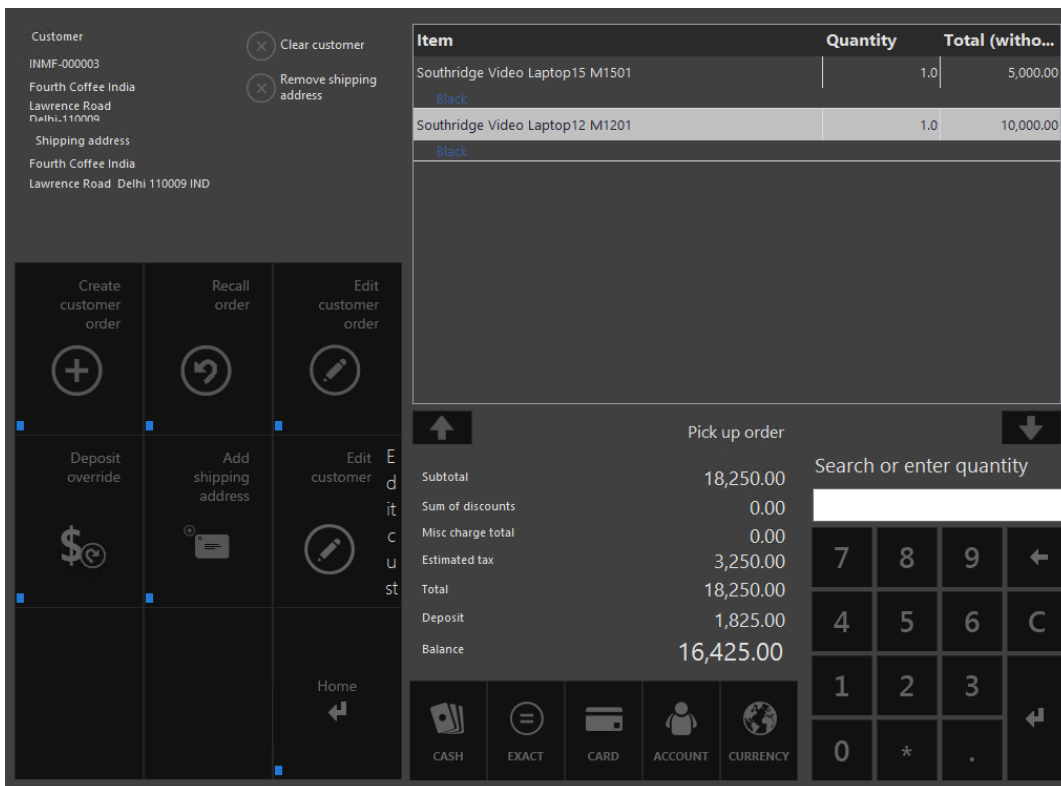 Customer
INMF-000003
Fourth Coffee India
Lawrence Road
Delhi-110009
Shipping address
Fourth Coffee India
Lawrence Road Delhi 110009 IND
Clear customer
Remove shipping
address
Item Quantity Total (witho...
Southridge Video Laptop15 M1501 1.0 5,000.00
Black
Southridge Video Laptop12 M1201 1.0 10,000.00
Black
Create
customer
order
Recall
order
Edit
customer
order
Deposit
override
Add
shipping
address
Edit
customer
E
d
it
c
u
st
Home
Pick up order
Subtotal 18,250.00
Sum of discounts 0.00
Misc charge total 0.00
Estimated tax 3,250.00
Total 18,250.00
Deposit 1,825.00
Balance 16,425.00
CASH EXACT CARD ACCOUNT CURRENCY
Search or enter quantity
7 8 9
4 5 6 C
1 2 3
0 * .